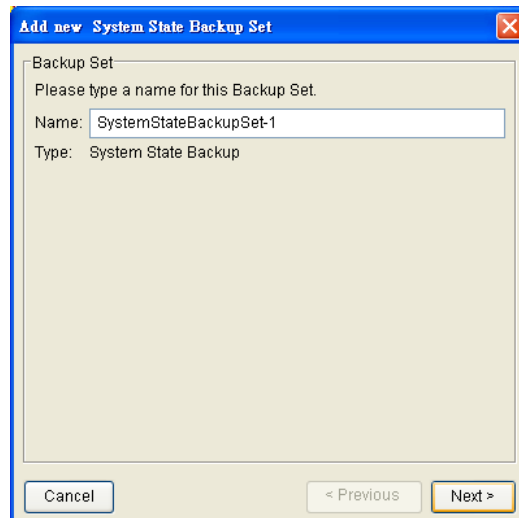 Add new System State Backup Set
Backup Set
Please type a name for this Backup Set.
Name: SystemStateBackupSet-1
Type: System State Backup
Cancel < Previous Next >